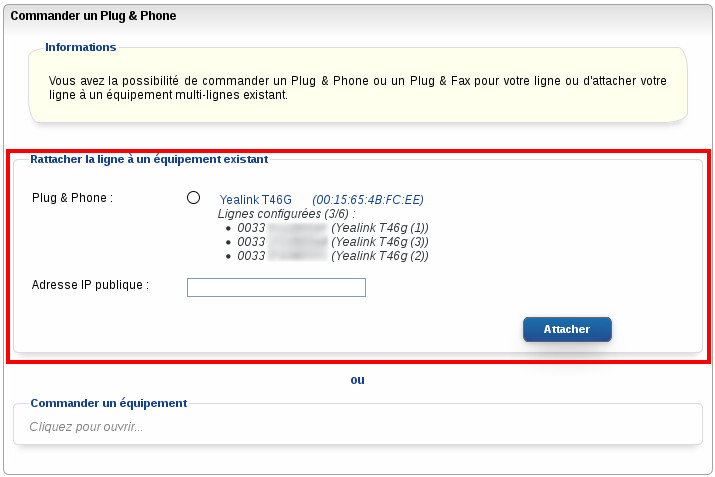 Commander un Plug & Phone
Informations
Vous avez la possibilité de commander un Plug & Phone ou un Plug & Fax pour votre ligne ou d'attacher votre
ligne à un équipement multi-lignes existant.
Rattacher la ligne à un équipement existant
Plug & Phone : Yealink T46G (00:15:65:4B:FC:EE)
Lignes configurées (3/6) :
• 0033 (Yealink T46g (1))
• 0033 (Yealink T46g (3))
• 0033 (Yealink T46g (2))
Adresse IP publique :
Attacher
ou
Commander un équipement
Cliquez pour ouvrir...